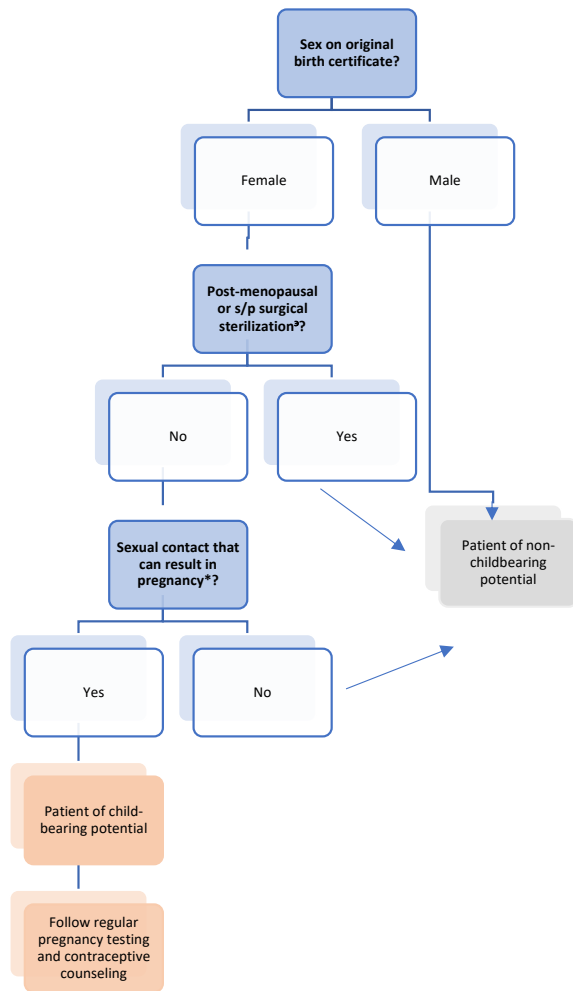 Sex on original
birth certificate?
Female
Male
Post-menopausal
or s/p surgical
sterilization³?
No
Yes
Sexual contact that
can result in
pregnancy*?
Patient of non-
childbearing
potential
Yes
No
Patient of child-
bearing potential
Follow regular
pregnancy testing
and contraceptive
counseling